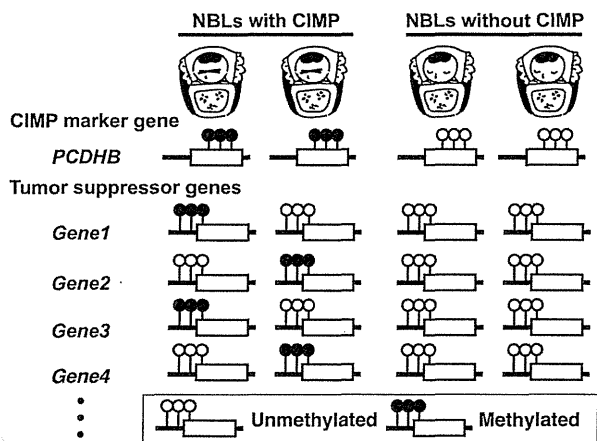 NBLs with CIMP NBLs without CIMP
CIMP marker gene
PCDHB
Tumor suppressor genes
Gene1
Gene2
Gene3
Gene4
Unmethylated Methylated